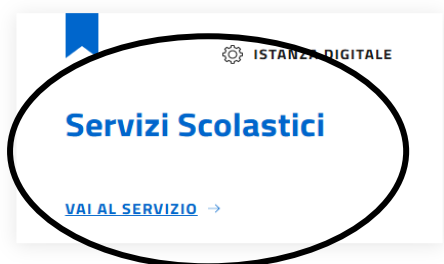 ISTANZA DIGITALE
Servizi Scolastici
VAI AL SERVIZIO →